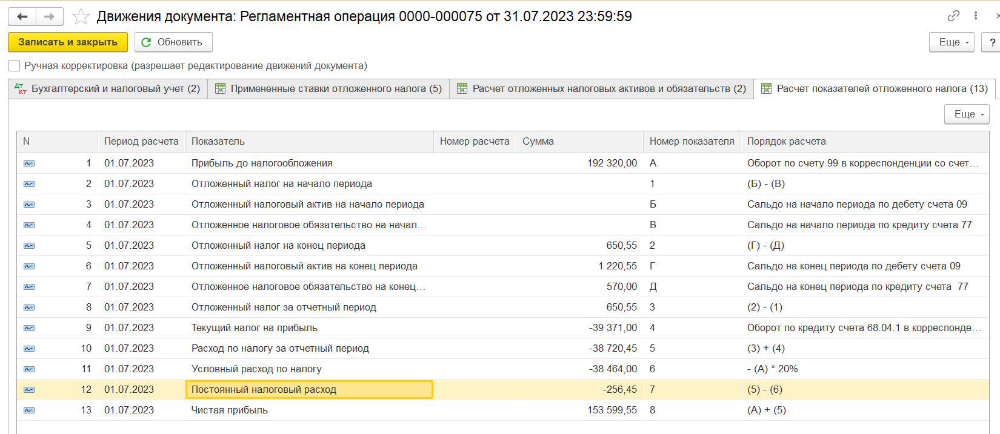 Движения документа: Регламентная операция 0000-000075 от 31.07.2023 23:59:59
Записать и закрыть Обновить Еще ?
Ручная корректировка (разрешает редактирование движений документа)
Дт Кт Бухгалтерский и налоговый учет (2) Примененные ставки отложенного налога (5) Расчет отложенных налоговых активов и обязательств (2) Расчет показателей отложенного налога (13)
Еще
N Период расчета Показатель Номер расчета Сумма Номер показателя Порядок расчета
1 01.07.2023 Прибыль до налогообложения 192 320,00 А Оборот по счету 99 в корреспонденции со счет...
2 01.07.2023 Отложенный налог на начало периода 1 (Б) - (В)
3 01.07.2023 Отложенный налоговый актив на начало периода Б Сальдо на начало периода по дебету счета 09
4 01.07.2023 Отложенное налоговое обязательство на начал... В Сальдо на начало периода по кредиту счета 77
5 01.07.2023 Отложенный налог на конец периода 650,55 2 (Г) - (Д)
6 01.07.2023 Отложенный налоговый актив на конец периода 1 220,55 Г Сальдо на конец периода по дебету счета 09
7 01.07.2023 Отложенное налоговое обязательство на конец... 570,00 Д Сальдо на конец периода по кредиту счета 77
8 01.07.2023 Отложенный налог за отчетный период 650,55 3 (2) - (1)
9 01.07.2023 Текущий налог на прибыль -39 371,00 4 Оборот по кредиту счета 68.04.1 в корреспонде...
10 01.07.2023 Расход по налогу за отчетный период -38 720,45 5 (3) + (4)
11 01.07.2023 Условный расход по налогу -38 464,00 6 - (А) * 20%
12 01.07.2023 Постоянный налоговый расход -256,45 7 (5) - (6)
13 01.07.2023 Чистая прибыль 153 599,55 8 (А) + (5)